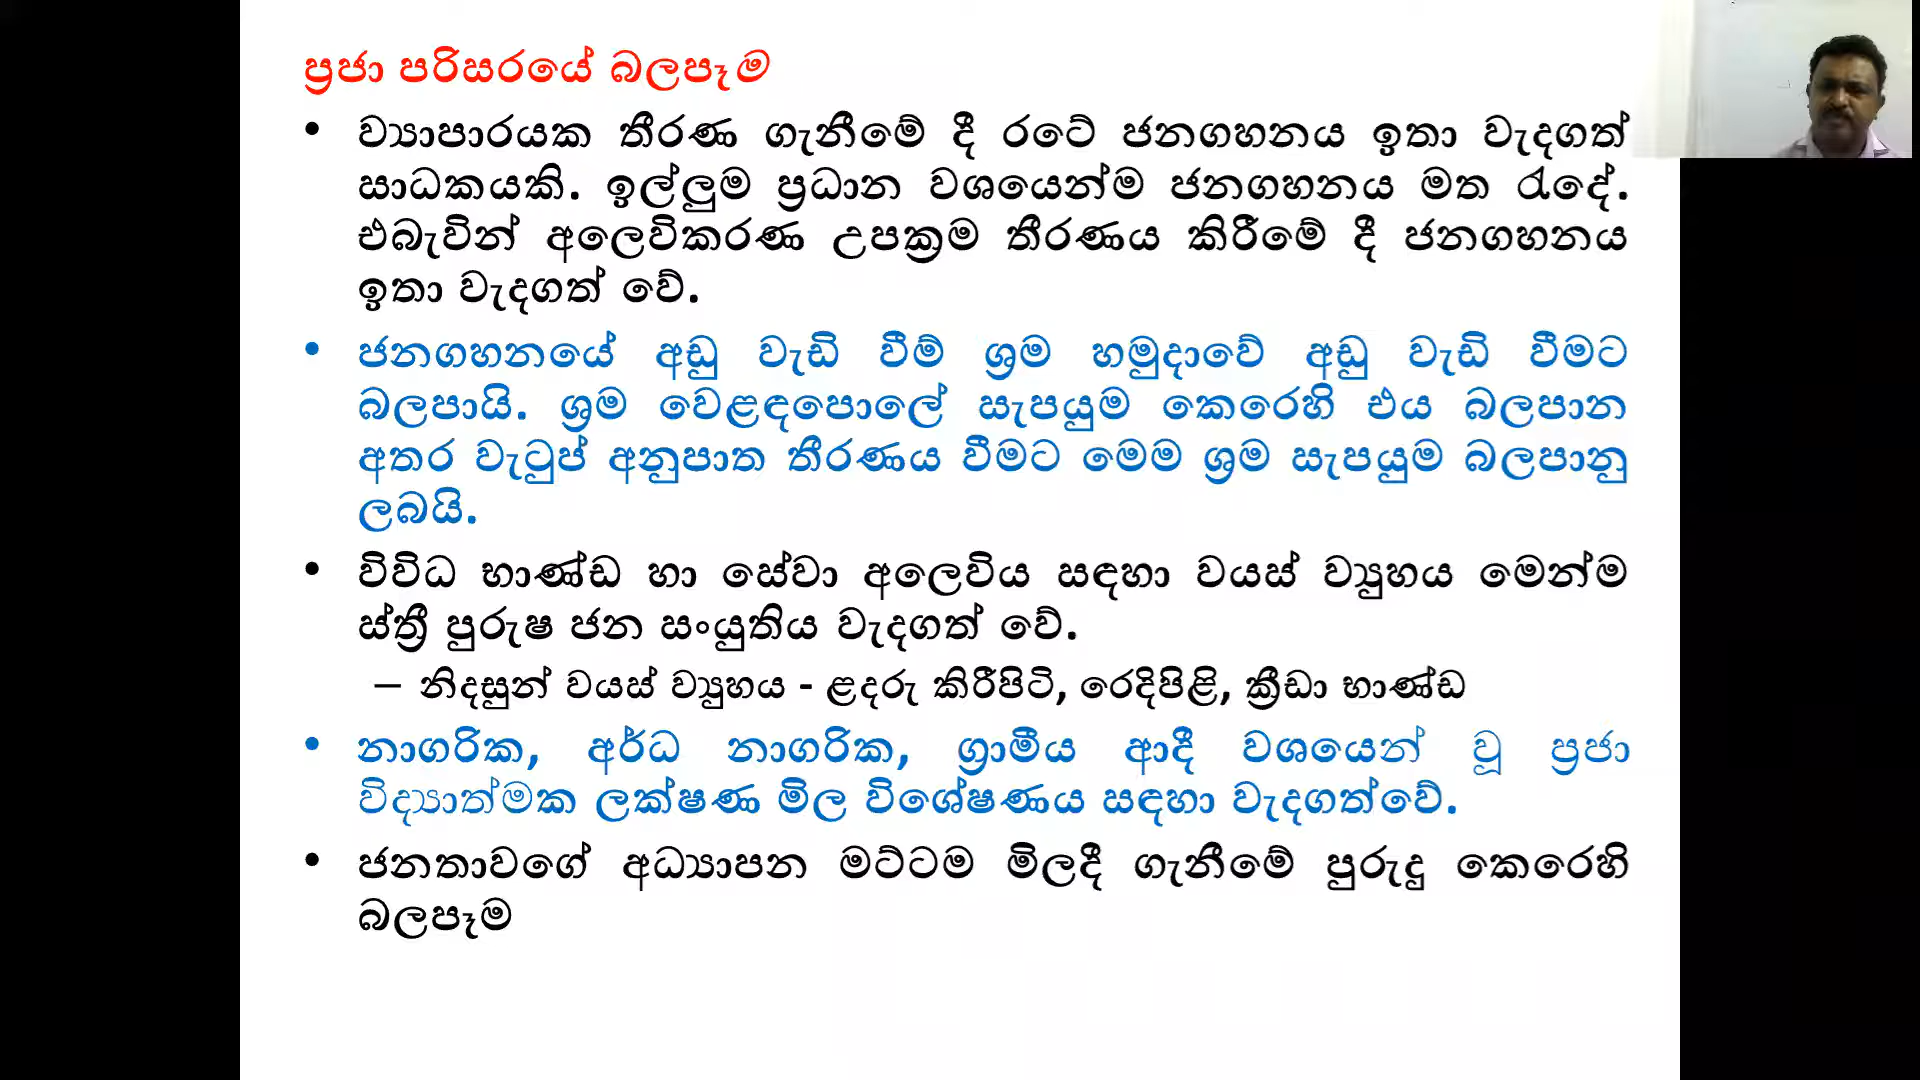 ප්‍රජා පරිසරයේ බලපෑම
• ව්‍යාපාරයක තීරණ ගැනීමේ දී රටේ ජනගහනය ඉතා වැදගත්
සාධකයකි. ඉල්ලුම ප්‍රධාන වශයෙන්ම ජනගහනය මත රැඳේ.
එබැවින් අලෙවිකරණ උපක්‍රම තීරණය කිරීමේ දී ජනගහනය
ඉතා වැදගත් වේ.
• ජනගහනයේ අඩු වැඩි වීම් ශ්‍රම හමුදාවේ අඩු වැඩි වීමට
බලපායි. ශ්‍රම වෙළඳපොලේ සැපයුම කෙරෙහි එය බලපාන
අතර වැටුප් අනුපාත තීරණය වීමට මෙම ශ්‍රම සැපයුම බලපානු
ලබයි.
• විවිධ භාණ්ඩ හා සේවා අලෙවිය සඳහා වයස් ව්‍යුහය මෙන්ම
ස්ත්‍රී පුරුෂ ජන සංයුතිය වැදගත් වේ.
– නිදසුන් වයස් ව්‍යුහය - ළදරු කිරීපිටි, රෙදිපිළි, ක්‍රීඩා භාණ්ඩ
• නාගරික, අර්ධ නාගරික, ග්‍රාමීය ආදී වශයෙන් වූ ප්‍රජා
විද්‍යාත්මක ලක්ෂණ මිල විශේෂණය සඳහා වැදගත්වේ.
• ජනතාවගේ අධ්‍යාපන මට්ටම මිලදී ගැනීමේ පුරුදු කෙරෙහි
බලපෑම